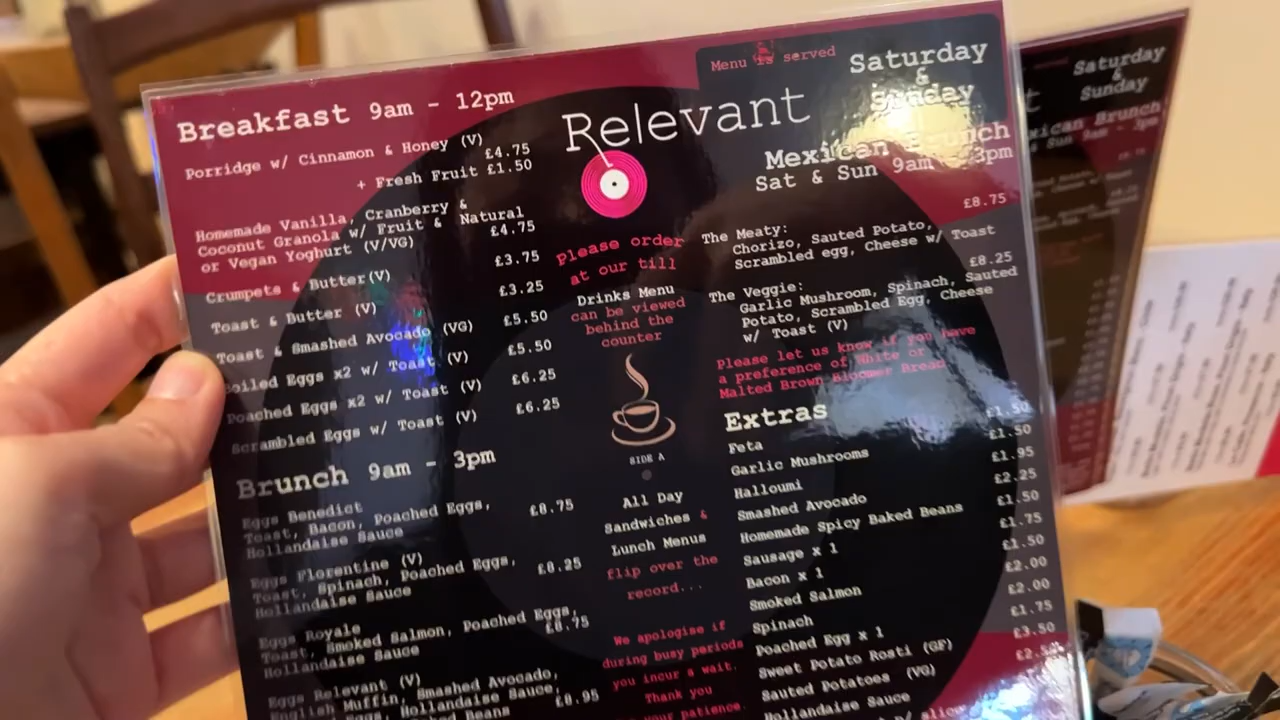 Breakfast 9am - 12pm
Porridge w/ Cinnamon & Honey (V)
£4.75
+ Fresh Fruit £1.50
Homemade Vanilla, Cranberry &
Coconut Granola w/ Fruit & Natural
or Vegan Yoghurt (V/VG)
£4.75
Crumpets & Butter(V)
£3.75
Toast & Butter (V)
£3.25
Toast & Smashed Avocado (VG)
£5.50
Boiled Eggs x2 w/ Toast (V)
£5.50
Poached Eggs x2 w/ Toast (V)
£6.25
Scrambled Eggs w/ Toast (V)
£6.25
Brunch 9am - 3pm
Eggs Benedict
Toast, Bacon, Poached Eggs,
Hollandaise Sauce
£8.75
Eggs Florentine (V)
Toast, Spinach, Poached Eggs,
Hollandaise Sauce
£8.25
Eggs Royale
Toast, Smoked Salmon, Poached Eggs,
Hollandaise Sauce
£8.75
Eggs Relevant (V)
English Muffin, Smashed Avocado,
Eggs, Hollandaise Sauce,
Beans
£8.95
Relevant
please order
at our till
Drinks Menu
can be viewed
behind the
counter
SIDE A
All Day
Sandwiches &
Lunch Menus
flip over the
record...
We apologise if
during busy periods
you incur a wait.
Thank you
your patience.
Menu is served
Saturday
&
Sunday
Mexican Brunch
Sat & Sun 9am - 3pm
£8.75
The Meaty:
Chorizo, Sauted Potato,
Scrambled egg, Cheese w/ Toast
£8.25
The Veggie:
Garlic Mushroom, Spinach, Sauted
Potato, Scrambled Egg, Cheese
w/ Toast (V)
Please let us know if you have
a preference of White or
Malted Brown Bloomer Bread
Extras
Feta
£1.50
Garlic Mushrooms
£1.50
Halloumi
£1.95
Smashed Avocado
£2.25
Homemade Spicy Baked Beans
£1.50
Sausage x 1
£1.75
Bacon x 1
£1.50
Smoked Salmon
£2.00
Spinach
£2.00
Poached Egg x 1
£1.75
Sweet Potato Rosti (GF)
£3.50
Sauted Potatoes (VG)
Hollandaise Sauce
Saturday
&
Sunday